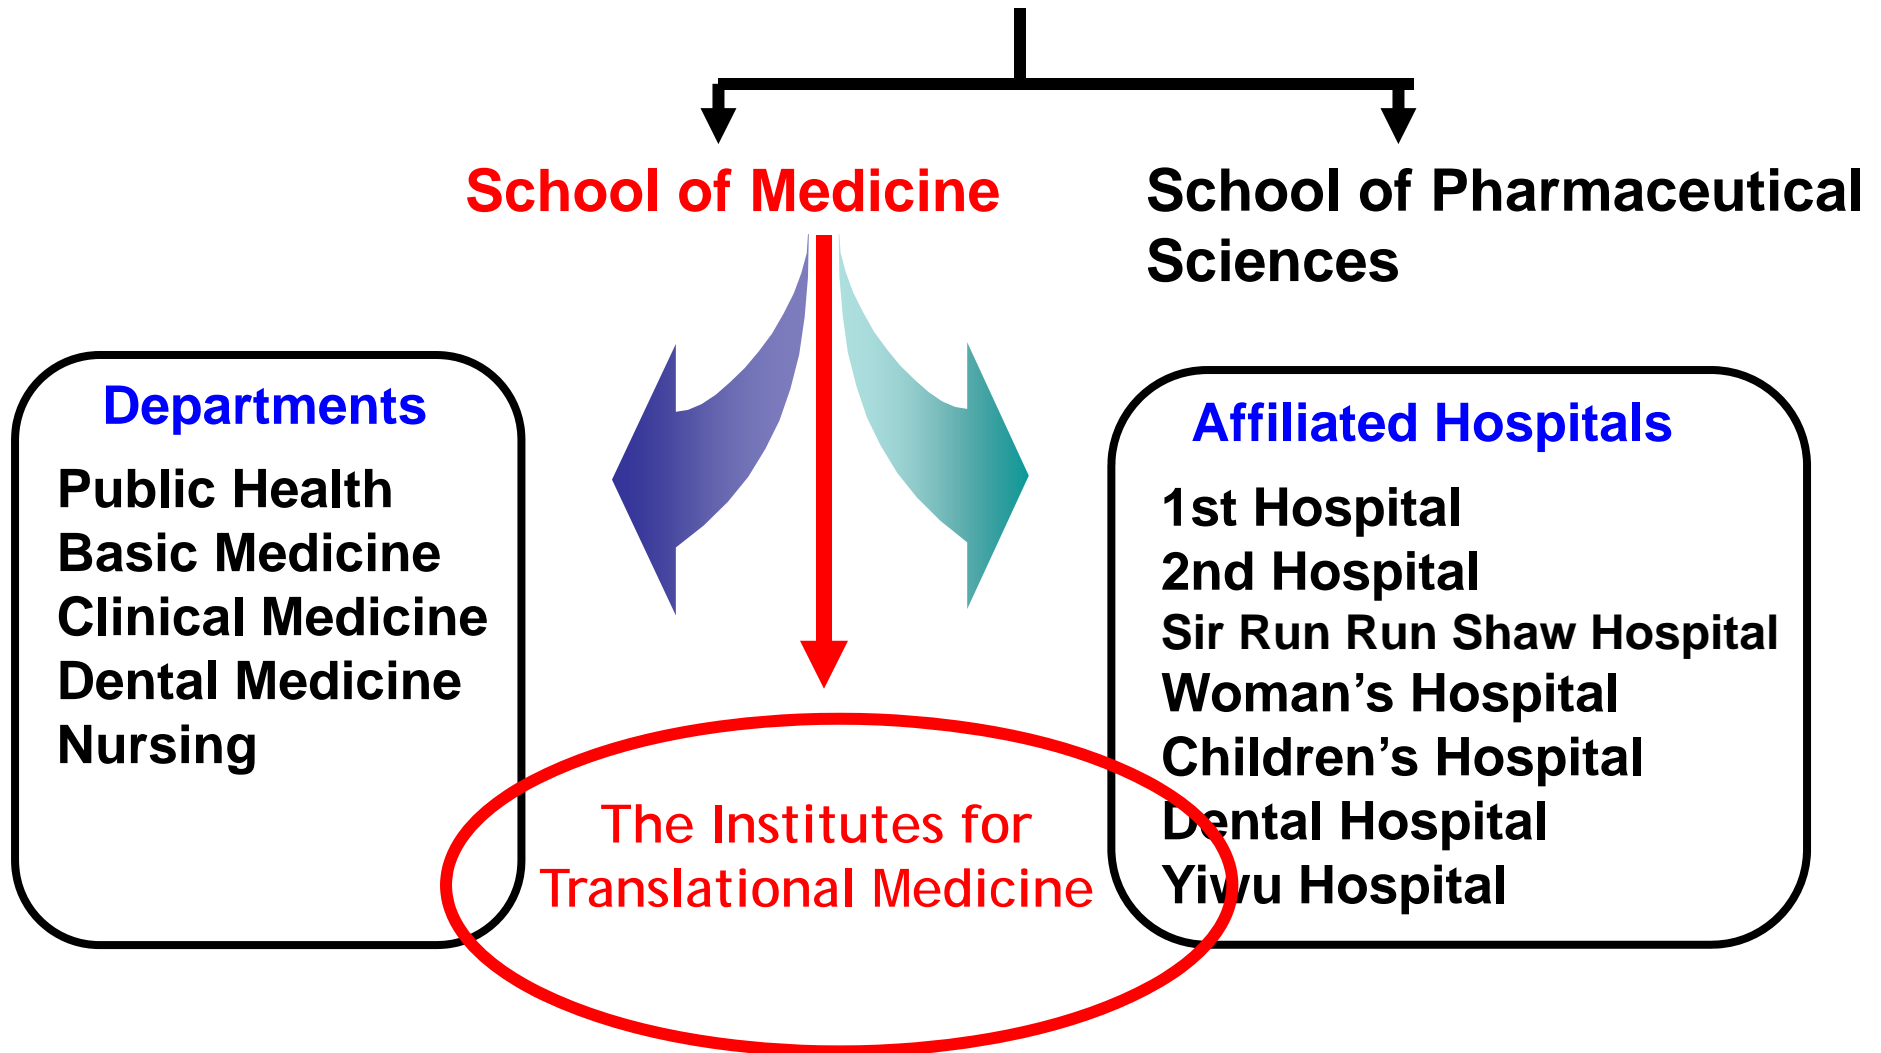 School of Medicine
School of Pharmaceutical
Sciences
Departments
Public Health
Basic Medicine
Clinical Medicine
Dental Medicine
Nursing
Affiliated Hospitals
1st Hospital
2nd Hospital
Sir Run Run Shaw Hospital
Woman’s Hospital
Children’s Hospital
Dental Hospital
Yiwu Hospital
The Institutes for
Translational Medicine